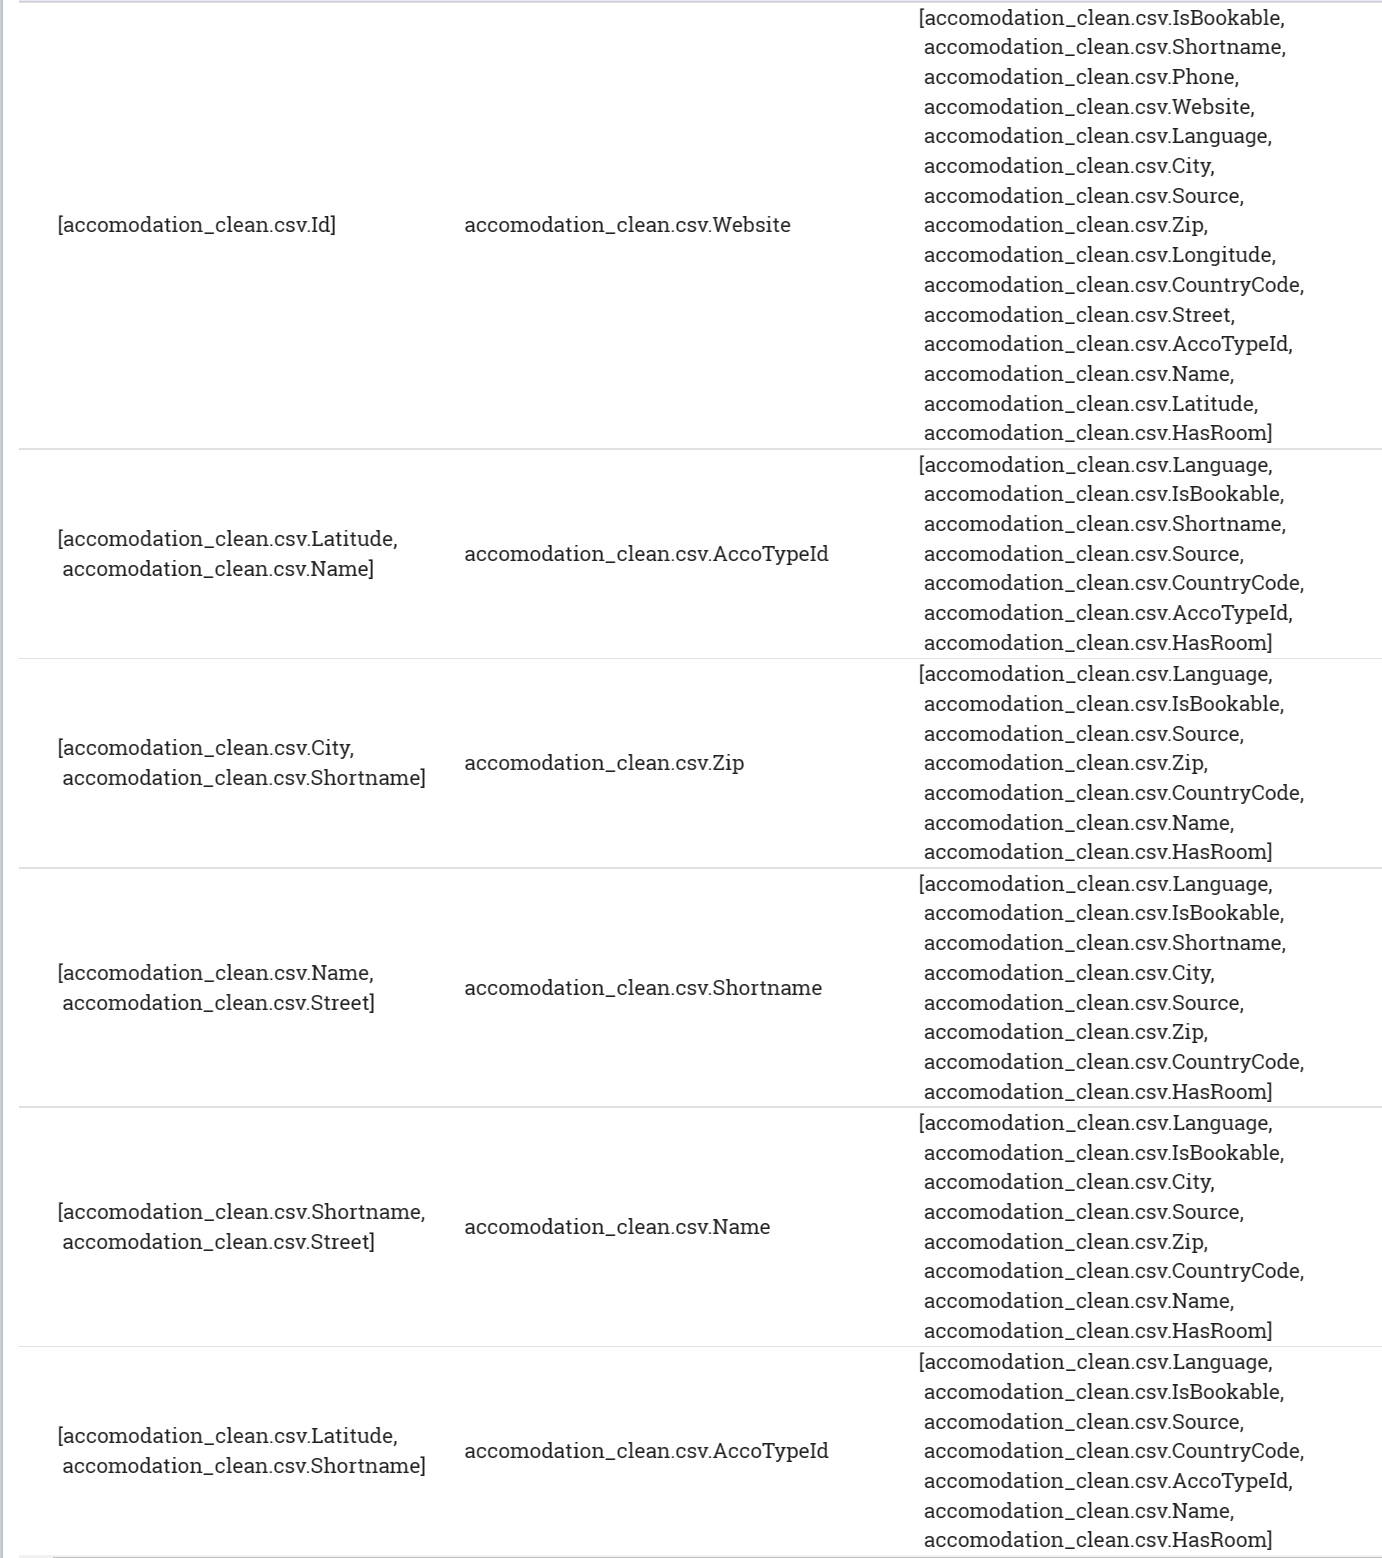 [accomodation_clean.csv.Id]
accomodation_clean.csv.Website
[accomodation_clean.csv.IsBookable,
accomodation_clean.csv.Shortname,
accomodation_clean.csv.Phone,
accomodation_clean.csv.Website,
accomodation_clean.csv.Language,
accomodation_clean.csv.City,
accomodation_clean.csv.Source,
accomodation_clean.csv.Zip,
accomodation_clean.csv.Longitude,
accomodation_clean.csv.CountryCode,
accomodation_clean.csv.Street,
accomodation_clean.csv.AccoTypeId,
accomodation_clean.csv.Name,
accomodation_clean.csv.Latitude,
accomodation_clean.csv.HasRoom]
[accomodation_clean.csv.Latitude,
accomodation_clean.csv.Name]
accomodation_clean.csv.AccoTypeId
[accomodation_clean.csv.Language,
accomodation_clean.csv.IsBookable,
accomodation_clean.csv.Shortname,
accomodation_clean.csv.Source,
accomodation_clean.csv.CountryCode,
accomodation_clean.csv.AccoTypeId,
accomodation_clean.csv.HasRoom]
[accomodation_clean.csv.City,
accomodation_clean.csv.Shortname]
accomodation_clean.csv.Zip
[accomodation_clean.csv.Language,
accomodation_clean.csv.IsBookable,
accomodation_clean.csv.Source,
accomodation_clean.csv.Zip,
accomodation_clean.csv.CountryCode,
accomodation_clean.csv.Name,
accomodation_clean.csv.HasRoom]
[accomodation_clean.csv.Name,
accomodation_clean.csv.Street]
accomodation_clean.csv.Shortname
[accomodation_clean.csv.Language,
accomodation_clean.csv.IsBookable,
accomodation_clean.csv.Shortname,
accomodation_clean.csv.City,
accomodation_clean.csv.Source,
accomodation_clean.csv.Zip,
accomodation_clean.csv.CountryCode,
accomodation_clean.csv.HasRoom]
[accomodation_clean.csv.Shortname,
accomodation_clean.csv.Street]
accomodation_clean.csv.Name
[accomodation_clean.csv.Language,
accomodation_clean.csv.IsBookable,
accomodation_clean.csv.City,
accomodation_clean.csv.Source,
accomodation_clean.csv.Zip,
accomodation_clean.csv.CountryCode,
accomodation_clean.csv.Name,
accomodation_clean.csv.HasRoom]
[accomodation_clean.csv.Latitude,
accomodation_clean.csv.Shortname]
accomodation_clean.csv.AccoTypeId
[accomodation_clean.csv.Language,
accomodation_clean.csv.IsBookable,
accomodation_clean.csv.Source,
accomodation_clean.csv.CountryCode,
accomodation_clean.csv.AccoTypeId,
accomodation_clean.csv.Name,
accomodation_clean.csv.HasRoom]